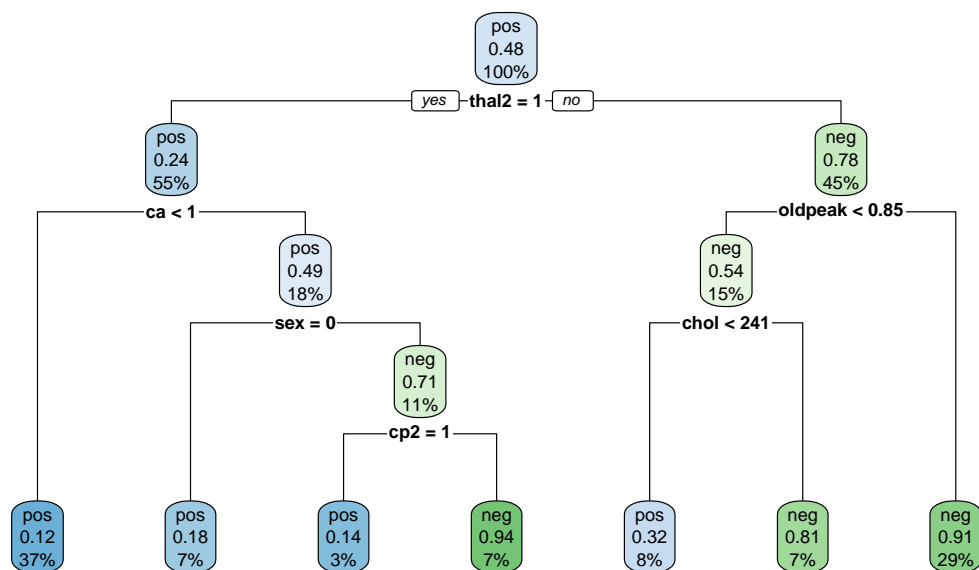 pos
0.48
100%
yes thal2 = 1 no
pos
0.24
55%
neg
0.78
45%
ca < 1
oldpeak < 0.85
pos
0.49
18%
neg
0.54
15%
sex = 0
chol < 241
neg
0.71
11%
cp2 = 1
pos
0.12
37%
pos
0.18
7%
pos
0.14
3%
neg
0.94
7%
pos
0.32
8%
neg
0.81
7%
neg
0.91
29%